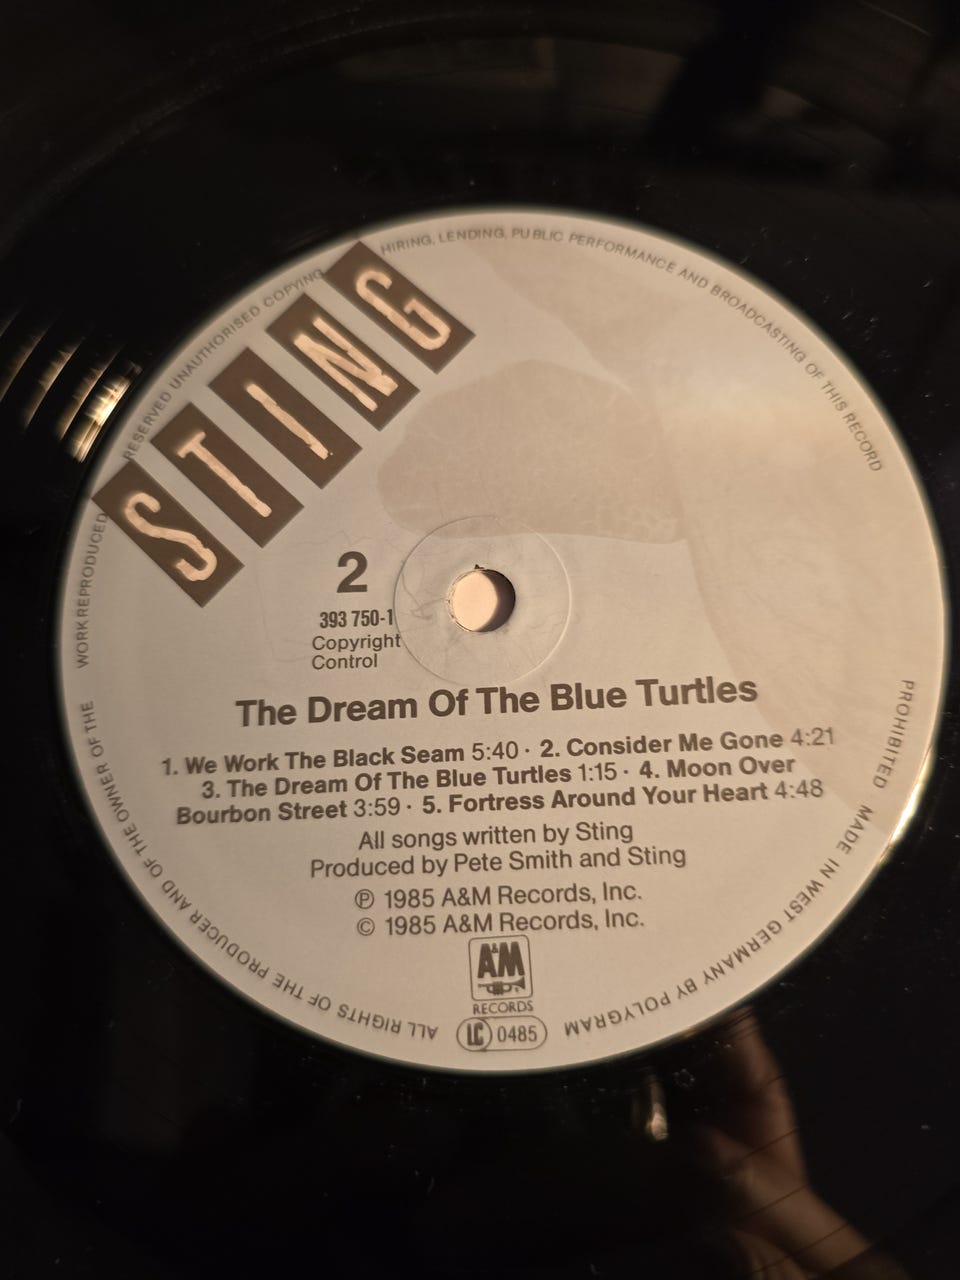 STING
2
393 750-1
Copyright
Control
The Dream Of The Blue Turtles
1. We Work The Black Seam 5:40 · 2. Consider Me Gone 4:21
3. The Dream Of The Blue Turtles 1:15 · 4. Moon Over
Bourbon Street 3:59 · 5. Fortress Around Your Heart 4:48
All songs written by Sting
Produced by Pete Smith and Sting
℗ 1985 A&M Records, Inc.
© 1985 A&M Records, Inc.
A&M
RECORDS
LC 0485
ALL RIGHTS OF THE PRODUCER AND OF THE OWNER OF THE WORK REPRODUCED RESERVED UNAUTHORISED COPYING, HIRING, LENDING, PUBLIC PERFORMANCE AND BROADCASTING OF THIS RECORD PROHIBITED MADE IN WEST GERMANY BY POLYGRAM